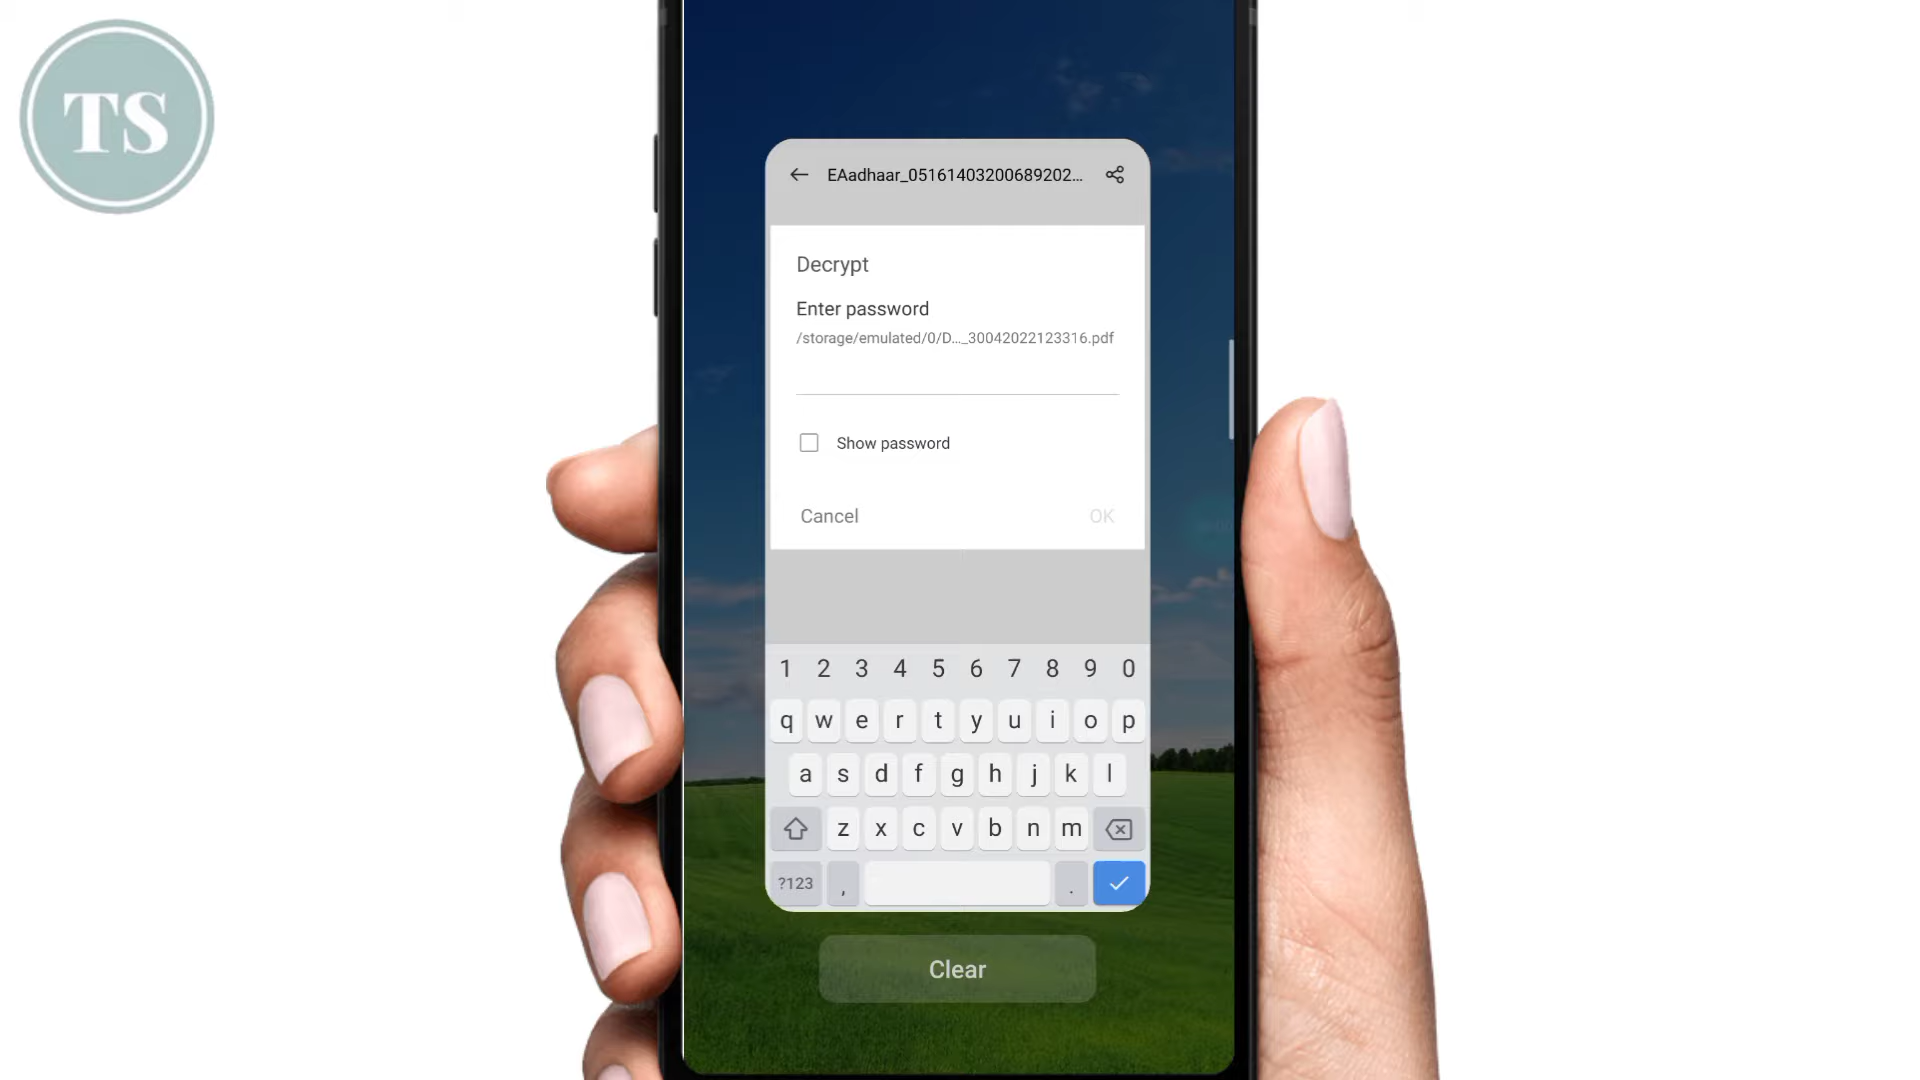 TS
EAadhaar_05161403200689202...
Decrypt
Enter password
/storage/emulated/0/D..._30042022123316.pdf
Show password
Cancel
OK
1 2 3 4 5 6 7 8 9 0
q w e r t y u i o p
a s d f g h j k l
z x c v b n m
?123 , .
Clear